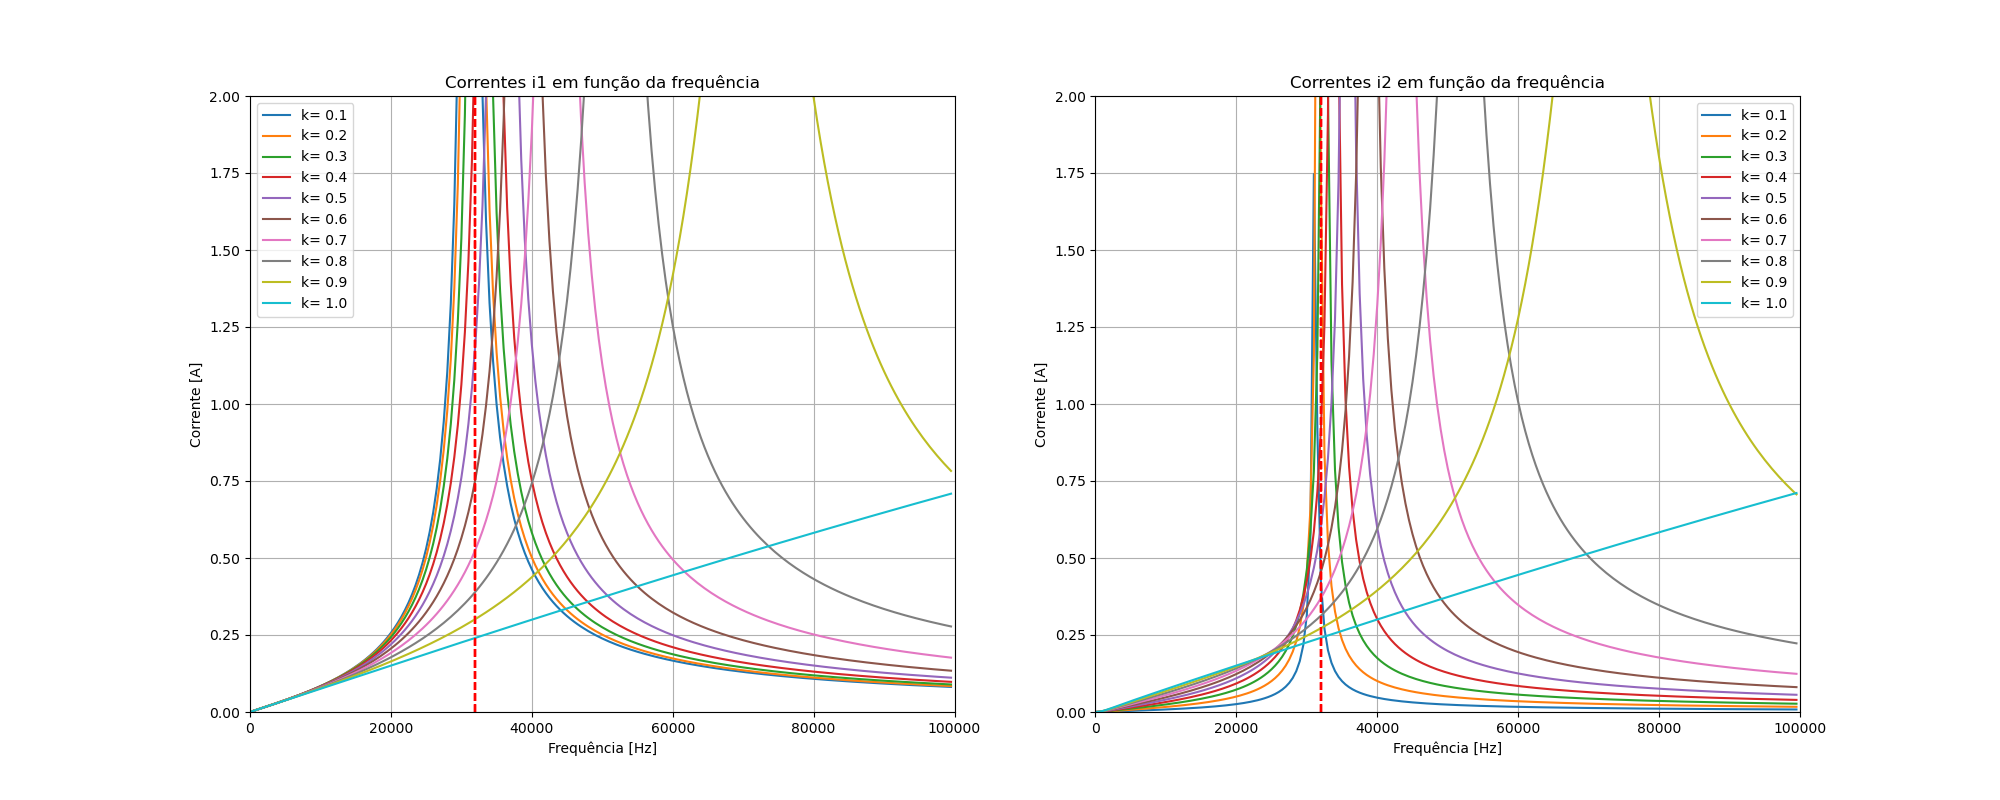 Correntes i1 em função da frequência
2.00
1.75
1.50
1.25
1.00
0.75
0.50
0.25
0.00
Corrente [A]
k= 0.1
k= 0.2
k= 0.3
k= 0.4
k= 0.5
k= 0.6
k= 0.7
k= 0.8
k= 0.9
k= 1.0
0 20000 40000 60000 80000 100000
Frequência [Hz]
Correntes i2 em função da frequência
2.00
1.75
1.50
1.25
1.00
0.75
0.50
0.25
0.00
Corrente [A]
k= 0.1
k= 0.2
k= 0.3
k= 0.4
k= 0.5
k= 0.6
k= 0.7
k= 0.8
k= 0.9
k= 1.0
0 20000 40000 60000 80000 100000
Frequência [Hz]